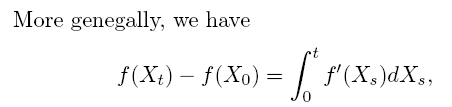 More genegally, we have
f(X_t) − f(X_0) = ∫_0^t f′(X_s)dX_s,